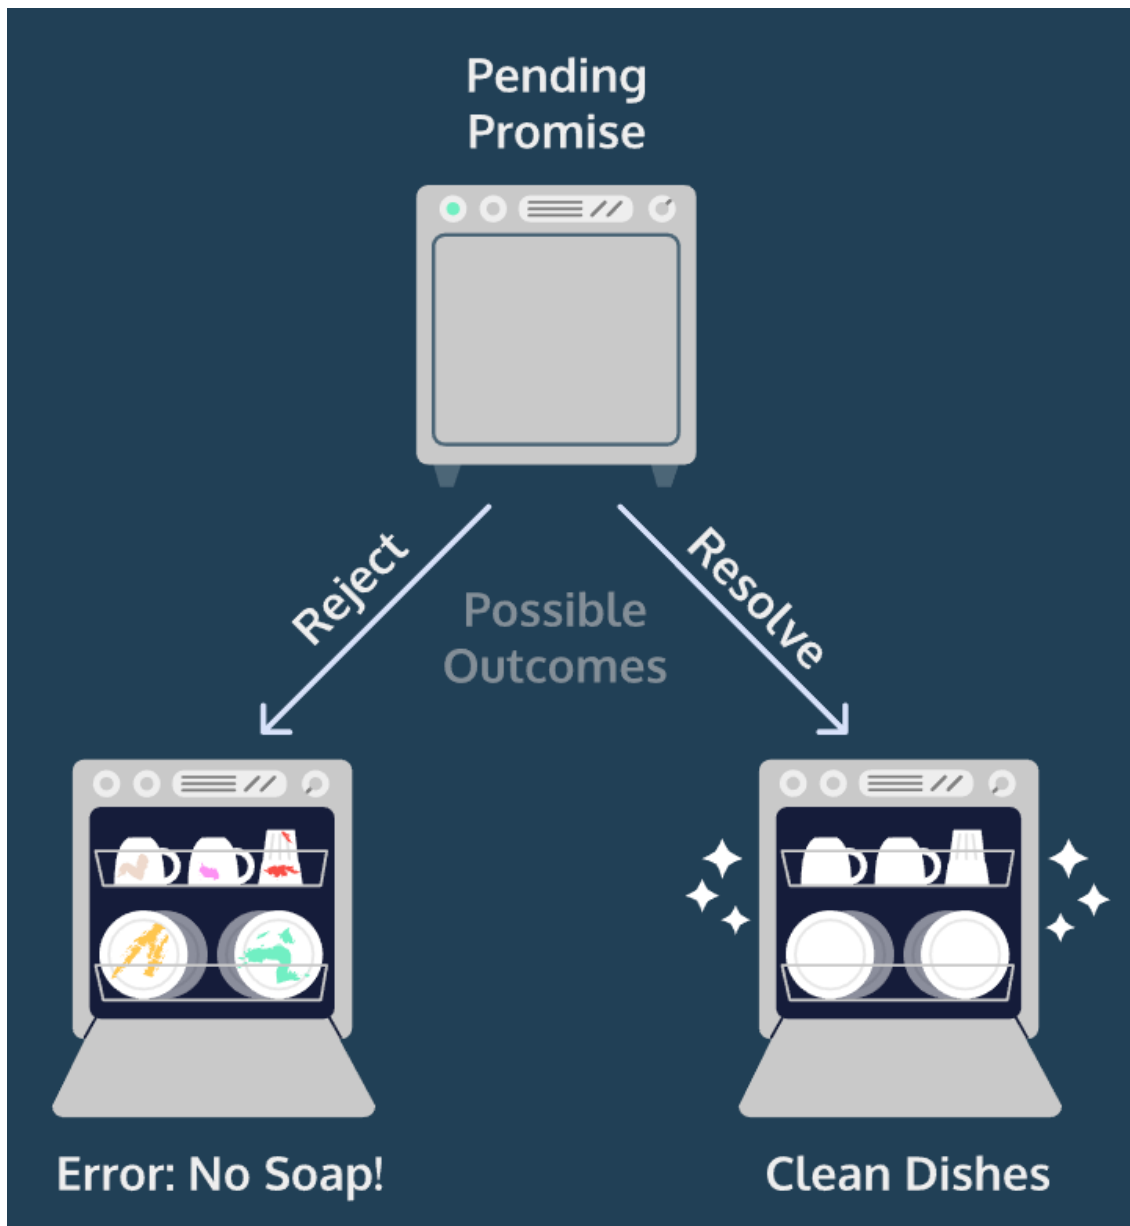 Pending
Promise
Reject
Resolve
Possible
Outcomes
Error: No Soap!
Clean Dishes